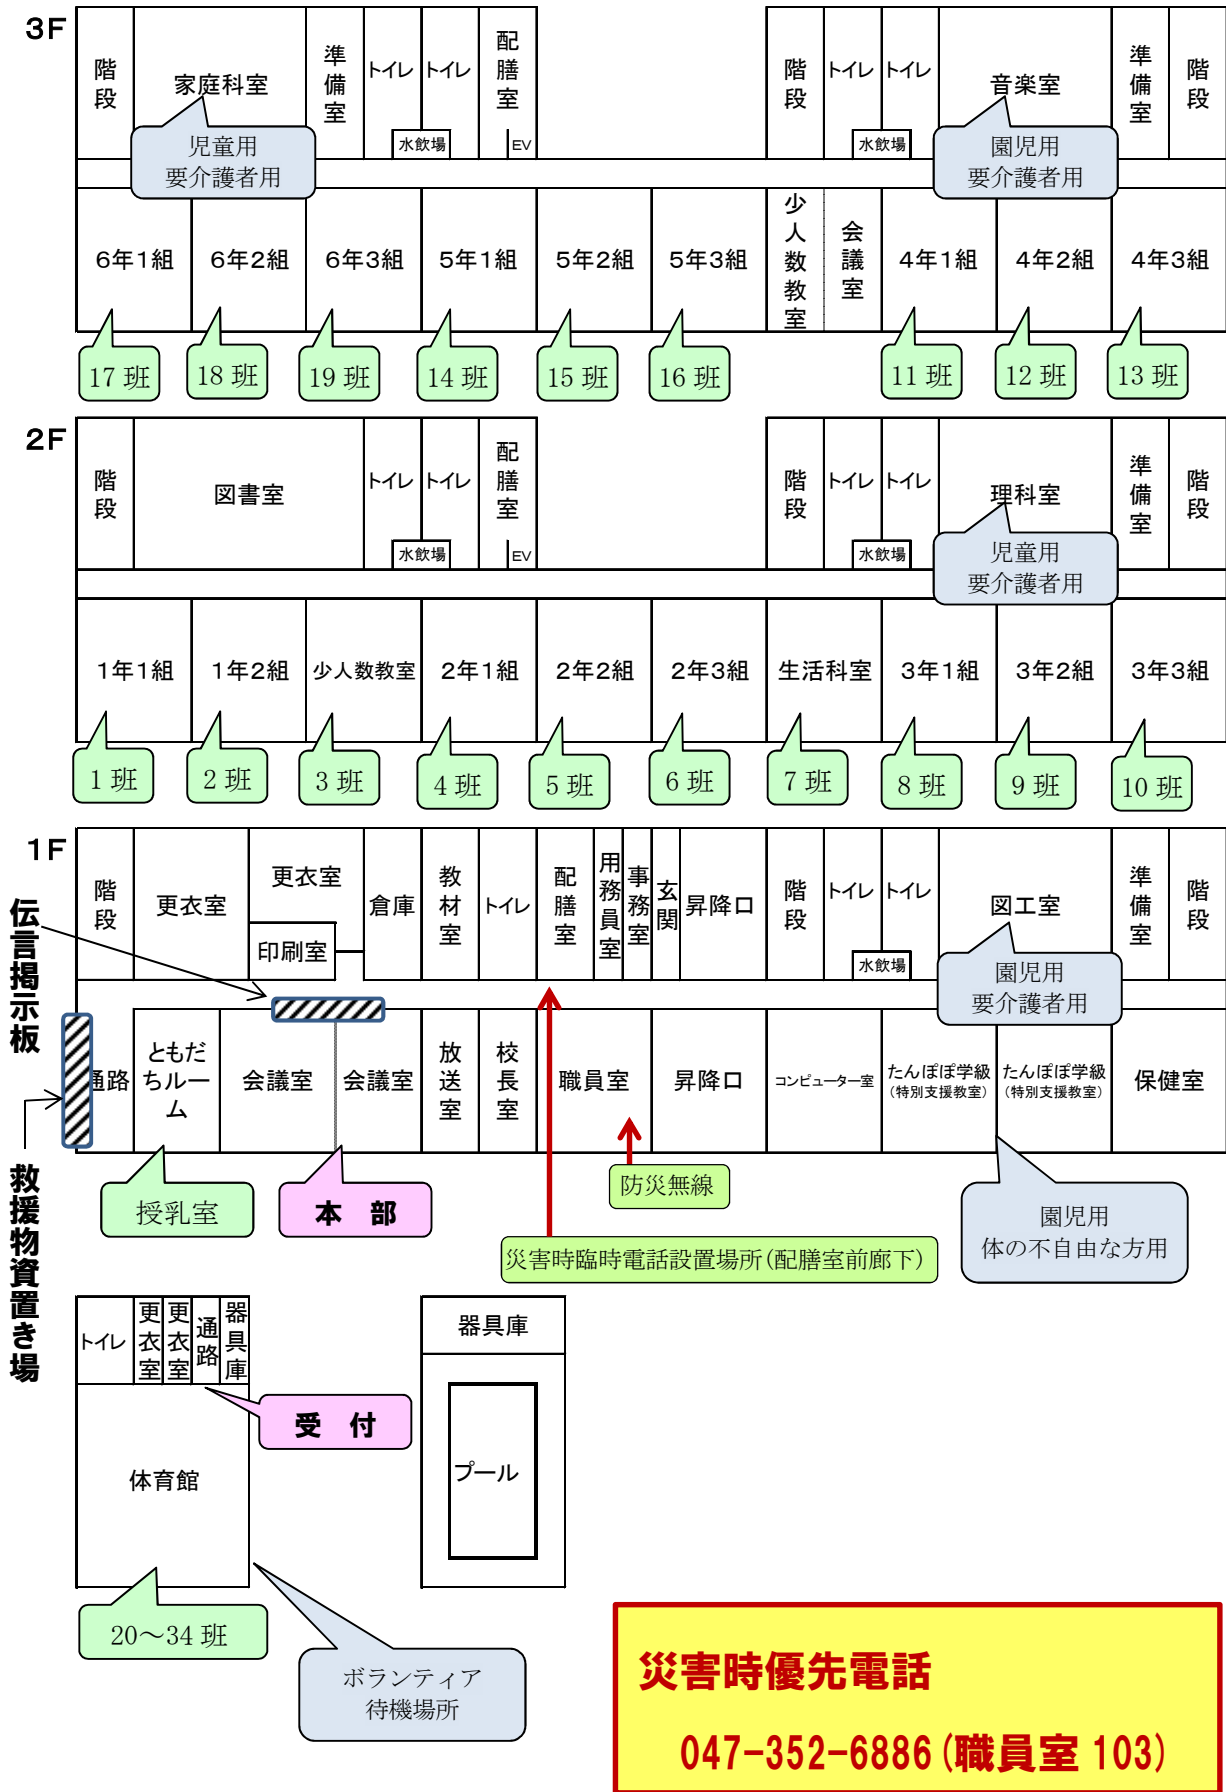 3F
階段
家庭科室
準備室
トイレ
トイレ
水飲場
配膳室
EV
階段
トイレ
トイレ
水飲場
音楽室
準備室
階段
児童用
要介護者用
園児用
要介護者用
6年1組
6年2組
6年3組
5年1組
5年2組
5年3組
少人数教室
会議室
4年1組
4年2組
4年3組
17 班
18 班
19 班
14 班
15 班
16 班
11 班
12 班
13 班
2F
階段
図書室
トイレ
トイレ
水飲場
配膳室
EV
階段
トイレ
トイレ
水飲場
理科室
準備室
階段
児童用
要介護者用
1年1組
1年2組
少人数教室
2年1組
2年2組
2年3組
生活科室
3年1組
3年2組
3年3組
1 班
2 班
3 班
4 班
5 班
6 班
7 班
8 班
9 班
10 班
1F
階段
更衣室
更衣室
印刷室
倉庫
教材室
トイレ
配膳室
用務員室
事務室
玄関
昇降口
階段
トイレ
トイレ
水飲場
図工室
準備室
階段
園児用
要介護者用
伝言掲示板
通路
ともだ
ちルー
ム
会議室
会議室
放送室
校長室
職員室
昇降口
コンピューター室
たんぽぽ学級
(特別支援教室)
たんぽぽ学級
(特別支援教室)
保健室
救援物資置き場
授乳室
本 部
防災無線
災害時臨時電話設置場所(配膳室前廊下)
園児用
体の不自由な方用
トイレ
更衣室
更衣室
通路
器具庫
器具庫
受 付
体育館
プール
20～34 班
ボランティア
待機場所
災害時優先電話
047-352-6886(職員室 103)